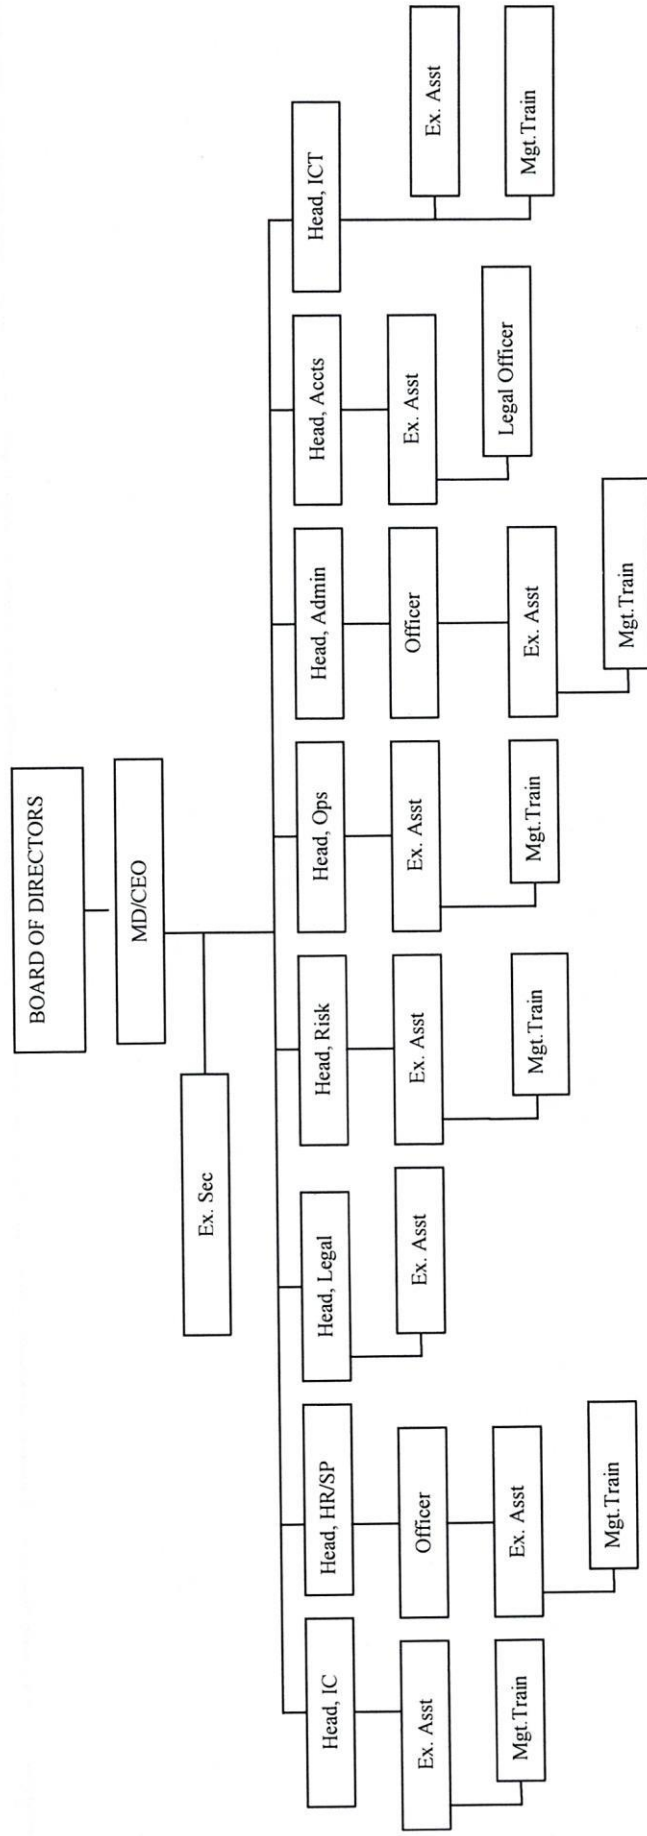 BOARD OF DIRECTORS
MD/CEO
Ex. Sec
Head, IC
Head, HR/SP
Head, Legal
Head, Risk
Head, Ops
Head, Admin
Head, Accts
Head, ICT
Ex. Asst
Officer
Ex. Asst
Ex. Asst
Ex. Asst
Officer
Ex. Asst
Ex. Asst
Mgt.Train
Ex. Asst
Mgt.Train
Mgt.Train
Ex. Asst
Legal Officer
Mgt.Train
Mgt.Train
Mgt.Train